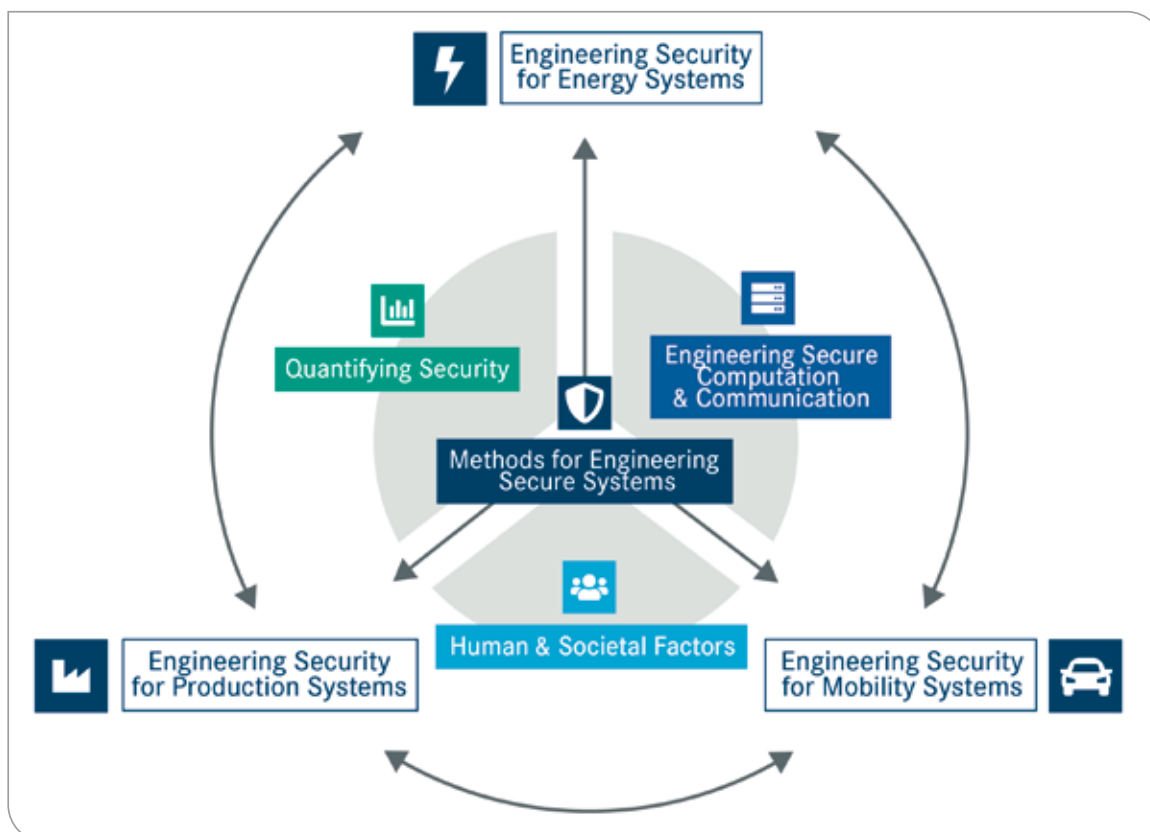 Engineering Security
for Energy Systems
Quantifying Security
Engineering Secure
Computation
& Communication
Methods for Engineering
Secure Systems
Human & Societal Factors
Engineering Security
for Production Systems
Engineering Security
for Mobility Systems